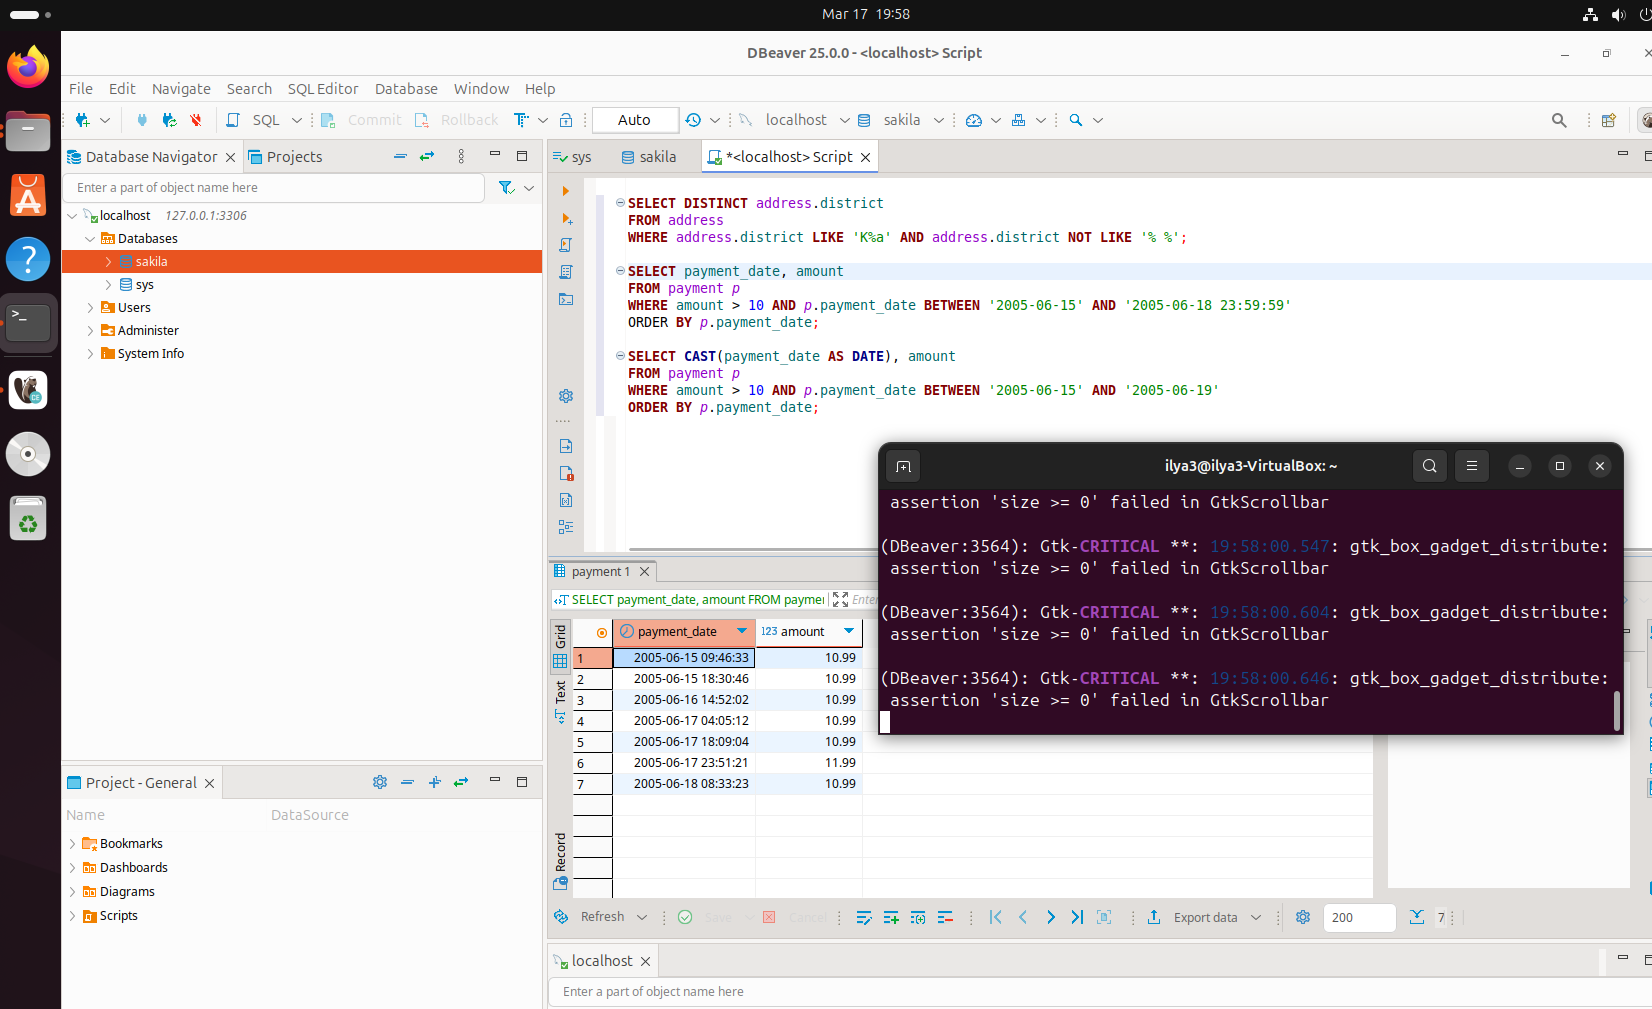 Mar 17 19:58
DBeaver 25.0.0 - <localhost> Script
File Edit Navigate Search SQL Editor Database Window Help
SQL Commit Rollback Auto localhost sakila
Database Navigator Projects
Enter a part of object name here
localhost 127.0.0.1:3306
Databases
sakila
sys
Users
Administer
System Info
sys sakila *<localhost> Script
SELECT DISTINCT address.district
FROM address
WHERE address.district LIKE 'K%a' AND address.district NOT LIKE '% %';
SELECT payment_date, amount
FROM payment p
WHERE amount > 10 AND p.payment_date BETWEEN '2005-06-15' AND '2005-06-18 23:59:59'
ORDER BY p.payment_date;
SELECT CAST(payment_date AS DATE), amount
FROM payment p
WHERE amount > 10 AND p.payment_date BETWEEN '2005-06-15' AND '2005-06-19'
ORDER BY p.payment_date;
ilya3@ilya3-VirtualBox: ~
assertion 'size >= 0' failed in GtkScrollbar
(DBeaver:3564): Gtk-CRITICAL **: 19:58:00.547: gtk_box_gadget_distribute:
assertion 'size >= 0' failed in GtkScrollbar
(DBeaver:3564): Gtk-CRITICAL **: 19:58:00.604: gtk_box_gadget_distribute:
assertion 'size >= 0' failed in GtkScrollbar
(DBeaver:3564): Gtk-CRITICAL **: 19:58:00.646: gtk_box_gadget_distribute:
assertion 'size >= 0' failed in GtkScrollbar
payment 1
SELECT payment_date, amount FROM paymen
Grid
Text
Record
payment_date 123 amount
1 2005-06-15 09:46:33 10.99
2 2005-06-15 18:30:46 10.99
3 2005-06-16 14:52:02 10.99
4 2005-06-17 04:05:12 10.99
5 2005-06-17 18:09:04 10.99
6 2005-06-17 23:51:21 11.99
7 2005-06-18 08:33:23 10.99
Refresh Save Cancel Export data 200 7
Project - General
Name DataSource
Bookmarks
Dashboards
Diagrams
Scripts
localhost
Enter a part of object name here